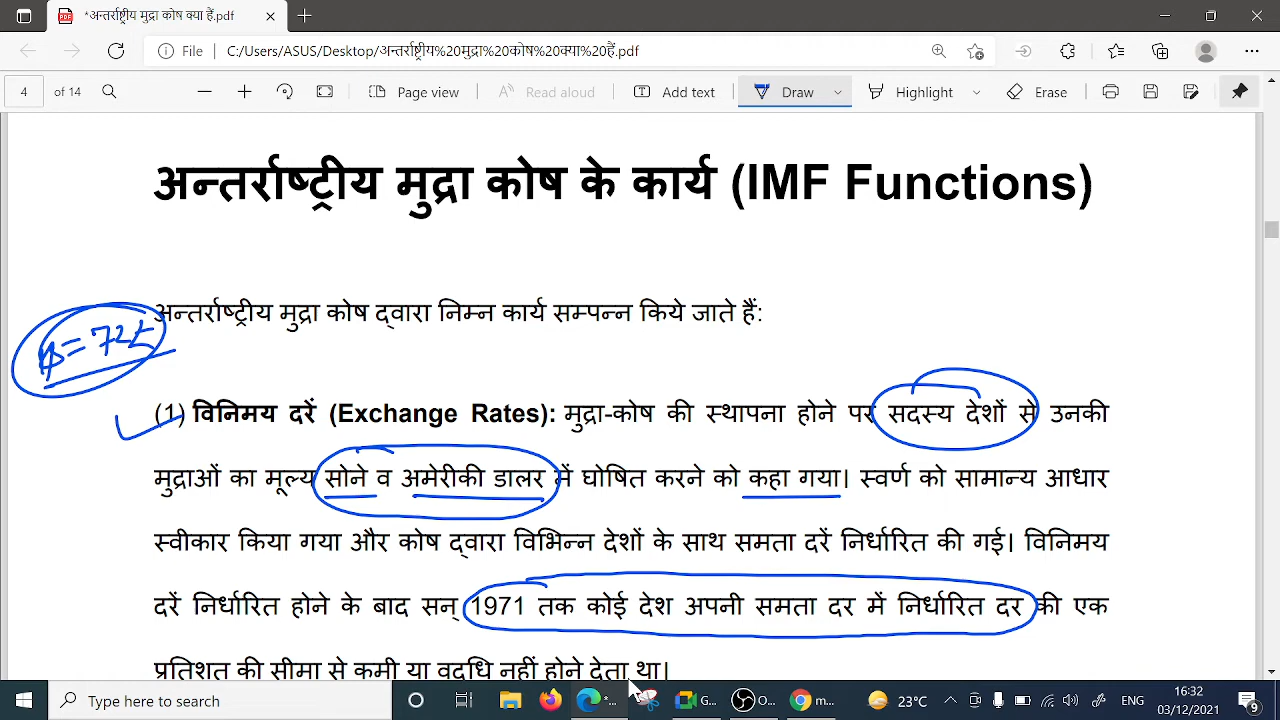 *अन्तर्राष्ट्रीय मुद्रा कोष क्या हैं.pdf
File C:/Users/ASUS/Desktop/अन्तर्राष्ट्रीय%20मुद्रा%20कोष%20क्या%20हैं.pdf
4 of 14 Page view Read aloud Add text Draw Highlight Erase
अन्तर्राष्ट्रीय मुद्रा कोष के कार्य (IMF Functions)
अन्तर्राष्ट्रीय मुद्रा कोष द्वारा निम्न कार्य सम्पन्न किये जाते हैं:
(1) विनिमय दरें (Exchange Rates): मुद्रा-कोष की स्थापना होने पर सदस्य देशों से उनकी
मुद्राओं का मूल्य सोने व अमेरीकी डालर में घोषित करने को कहा गया। स्वर्ण को सामान्य आधार
स्वीकार किया गया और कोष द्वारा विभिन्न देशों के साथ समता दरें निर्धारित की गई। विनिमय
दरें निर्धारित होने के बाद सन् 1971 तक कोई देश अपनी समता दर में निर्धारित दर की एक
प्रतिशत की सीमा से कमी या वृद्धि नहीं होने देता था।
Type here to search
G... O... m... 23°C ENG 16:32
03/12/2021 9